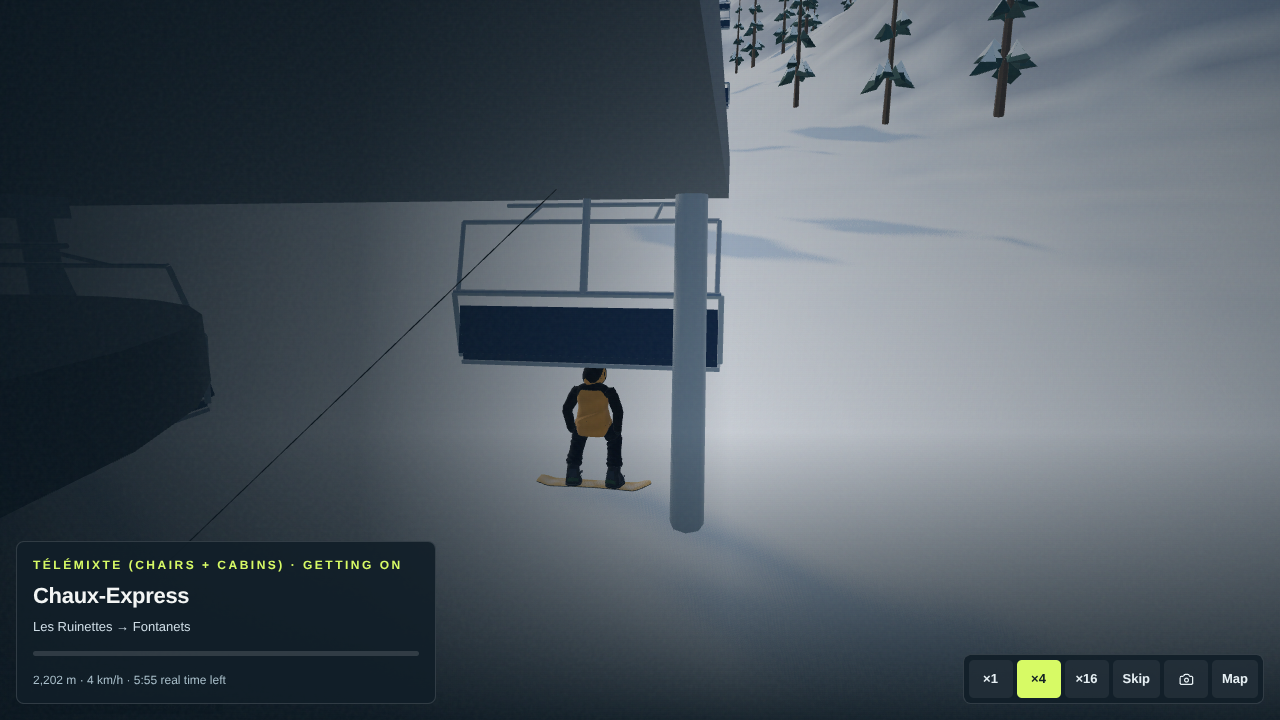 TÉLÉMIXTE (CHAIRS + CABINS) · GETTING ON
Chaux-Express
Les Ruinettes → Fontanets
2,202 m · 4 km/h · 5:55 real time left
×1 ×4 ×16 Skip Map